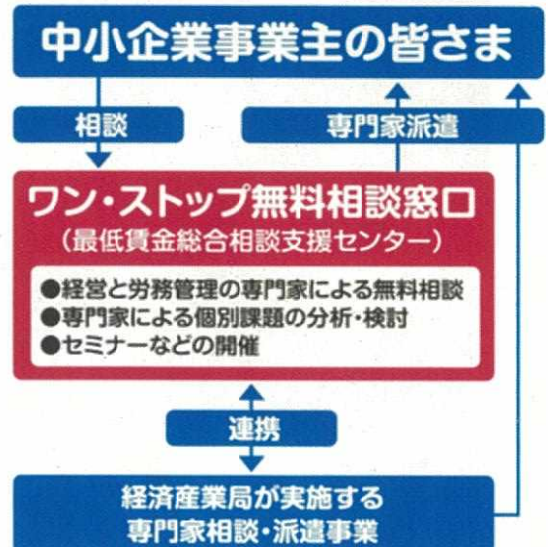 中小企業事業主の皆さま
相談
専門家派遣
ワン・ストップ無料相談窓口
(最低賃金総合相談支援センター)
●経営と労務管理の専門家による無料相談
●専門家による個別課題の分析・検討
●セミナーなどの開催
連携
経済産業局が実施する
専門家相談・派遣事業